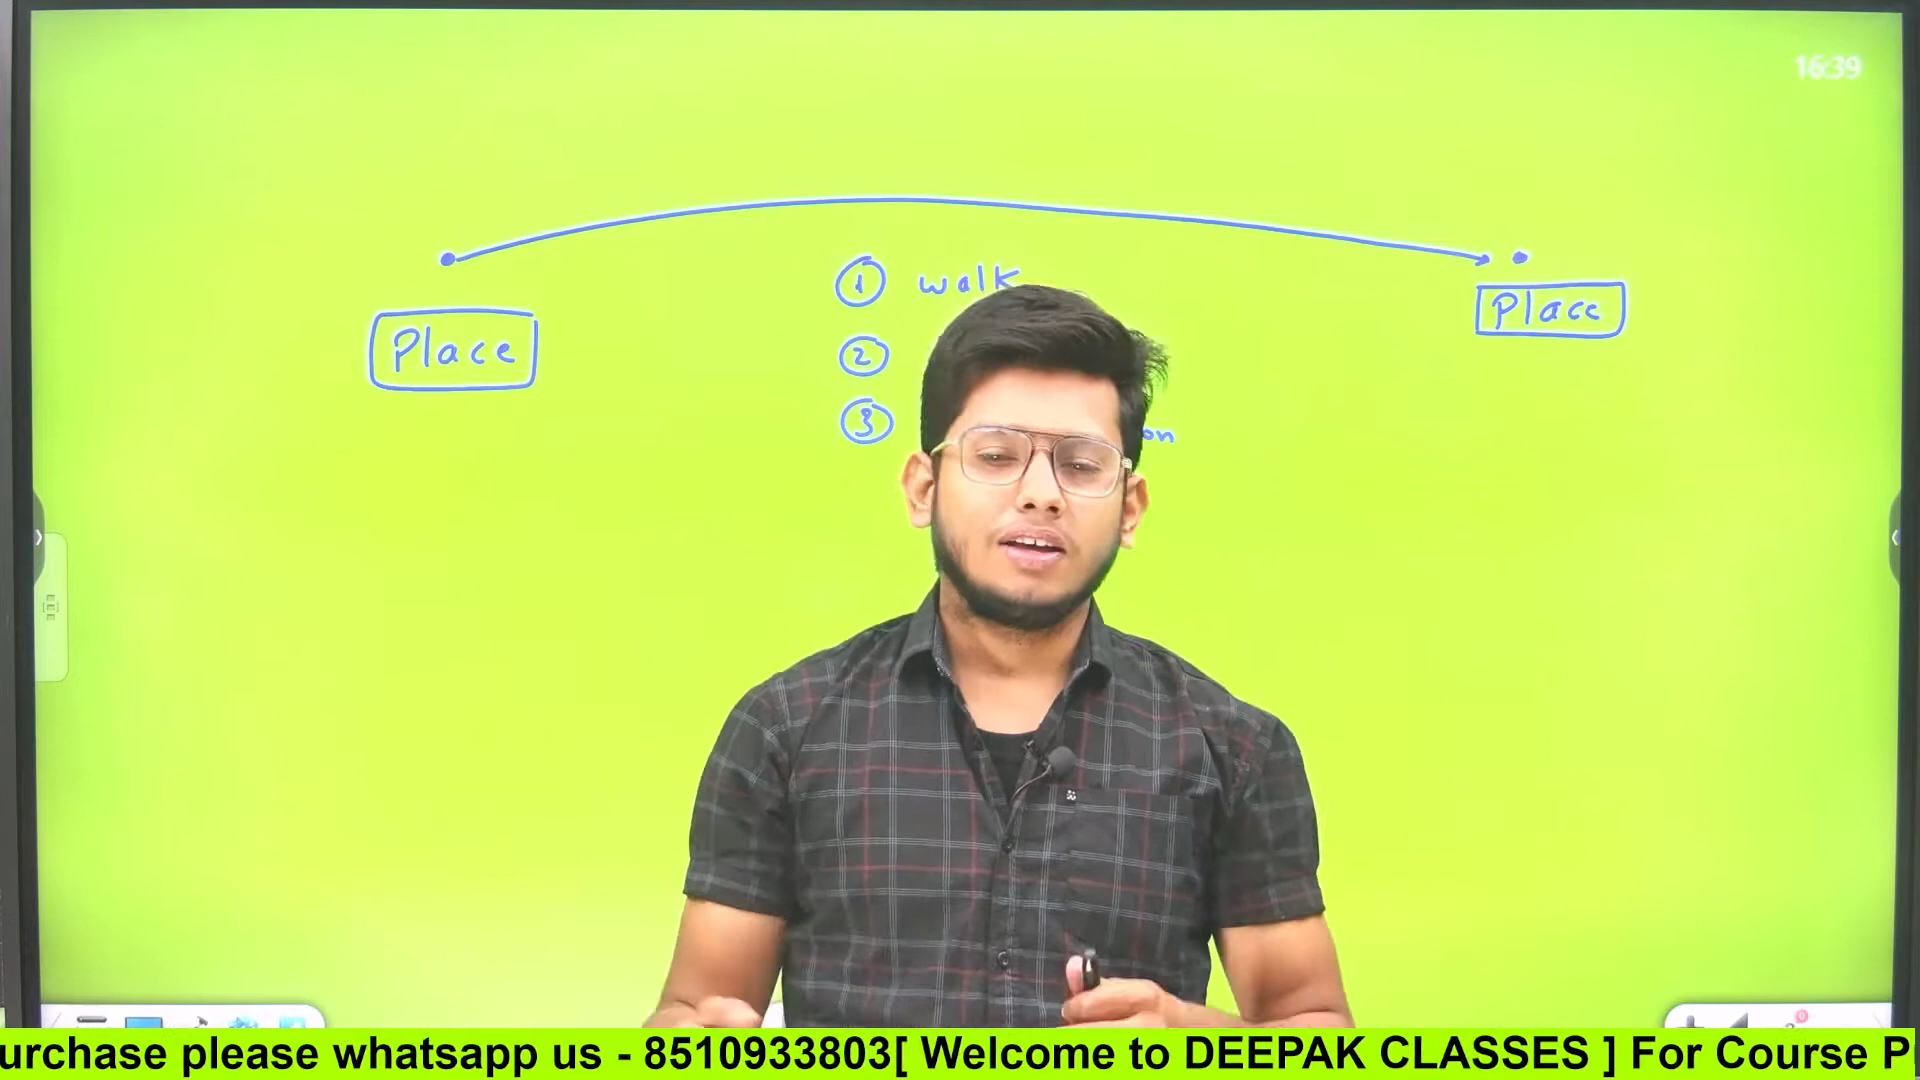 16:39
① walk
Place
Place
②
③ on
urchase please whatsapp us - 8510933803[ Welcome to DEEPAK CLASSES ] For Course P